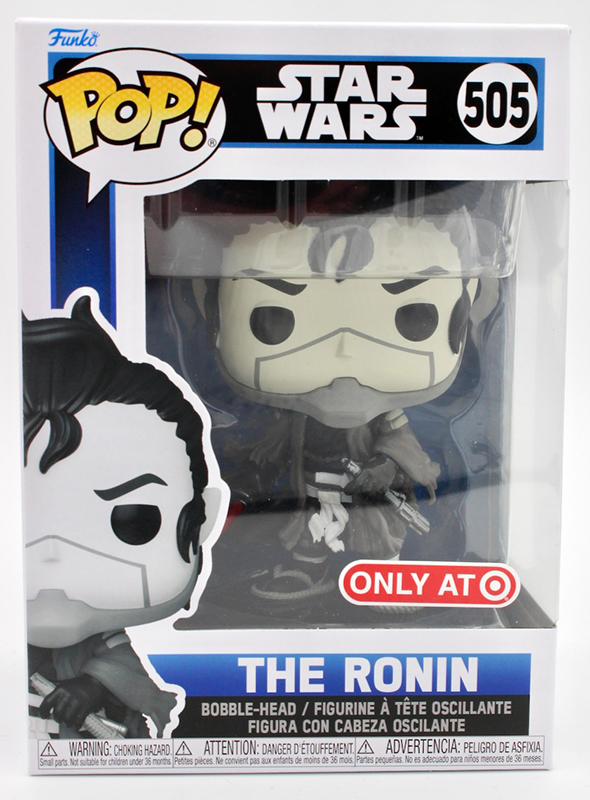 Funko®
POP!®
STAR
WARS™
505
ONLY AT
THE RONIN
BOBBLE-HEAD / FIGURINE À TÊTE OSCILLANTE
FIGURA CON CABEZA OSCILANTE
WARNING: CHOKING HAZARD.
Small parts. Not suitable for children under 36 months.
ATTENTION: DANGER D'ÉTOUFFEMENT.
Petites pièces. Ne convient pas aux enfants de moins de 36 mois.
ADVERTENCIA: PELIGRO DE ASFIXIA.
Partes pequeñas. No es adecuado para niños menores de 36 meses.